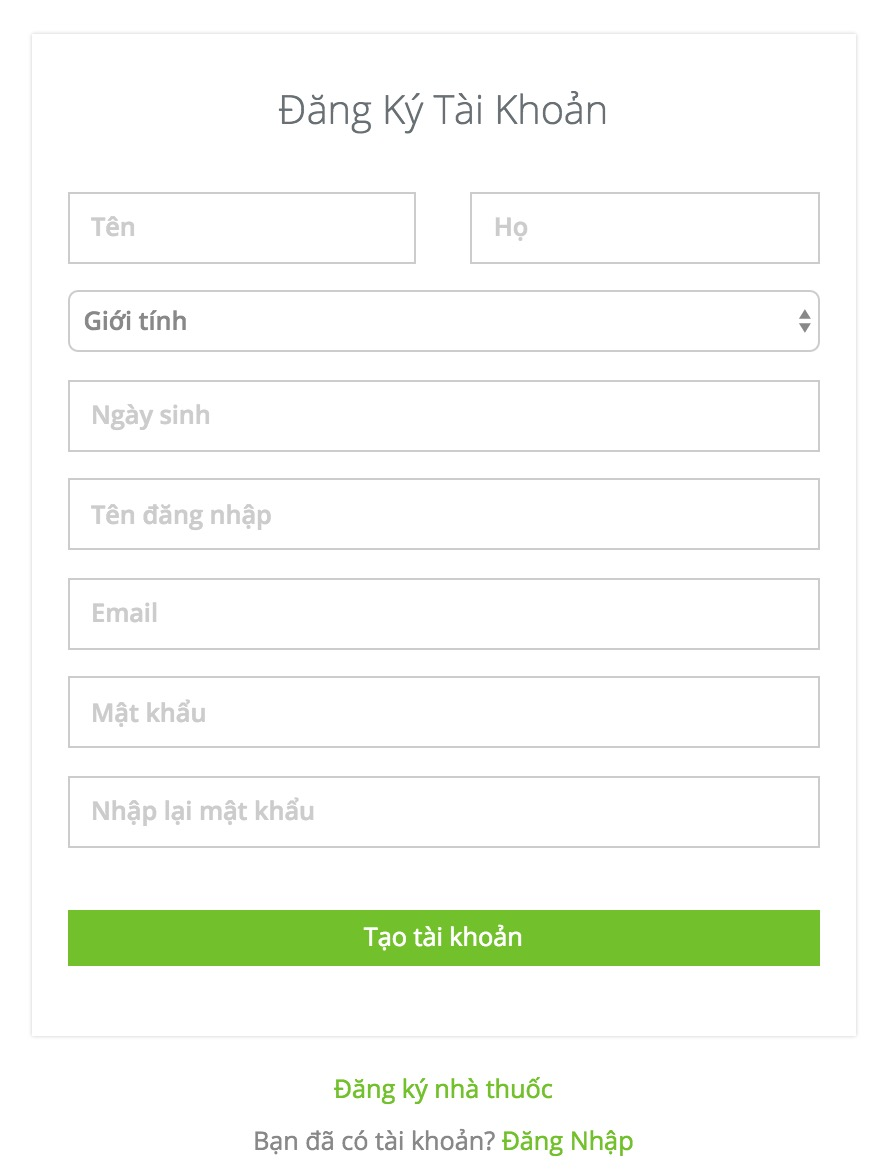 Đăng Ký Tài Khoản
Tên
Họ
Giới tính
Ngày sinh
Tên đăng nhập
Email
Mật khẩu
Nhập lại mật khẩu
Tạo tài khoản
Đăng ký nhà thuốc
Bạn đã có tài khoản? Đăng Nhập